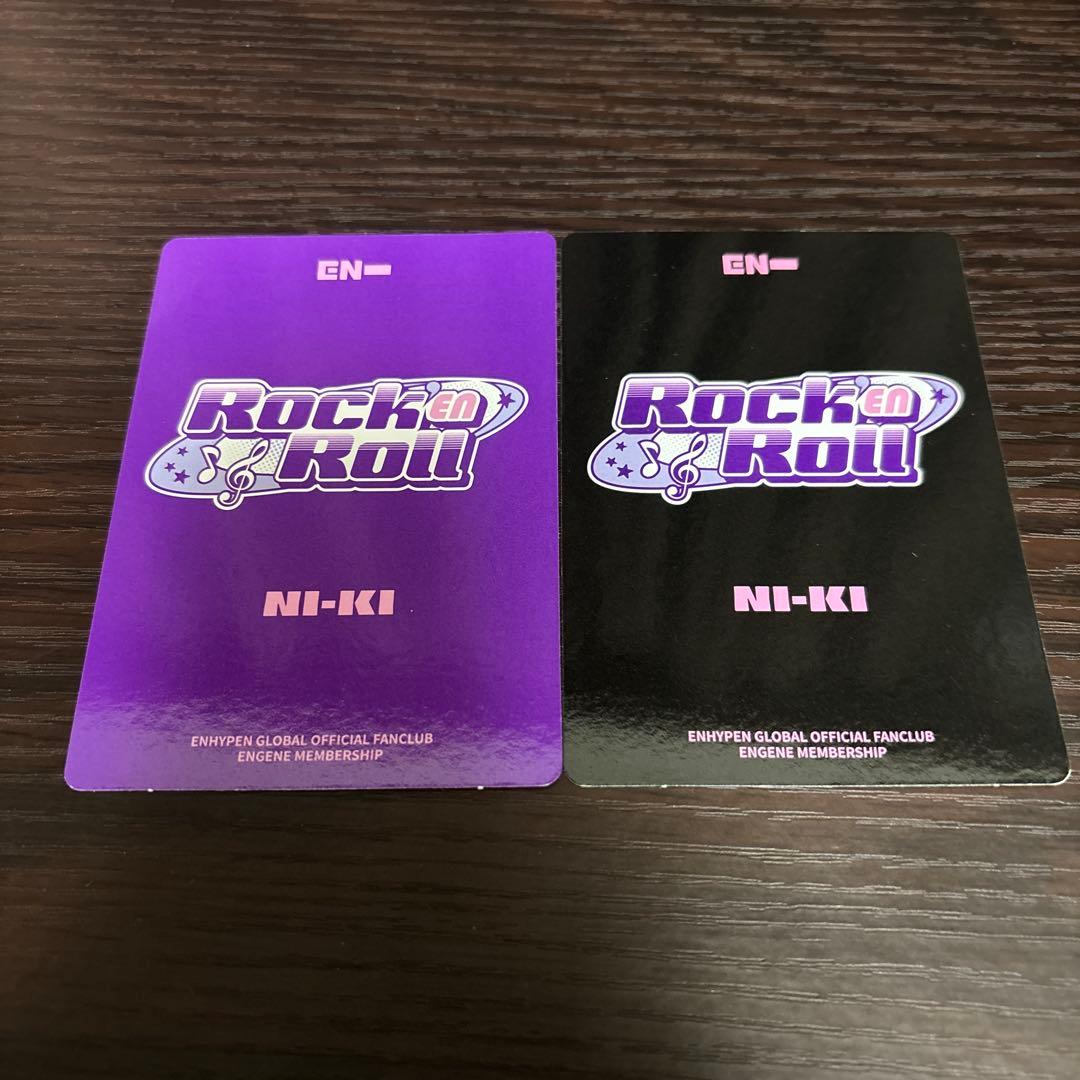 EN-
Rock'en
Roll
NI-KI
ENHYPEN GLOBAL OFFICIAL FANCLUB
ENGENE MEMBERSHIP
EN-
Rock'en
Roll
NI-KI
ENHYPEN GLOBAL OFFICIAL FANCLUB
ENGENE MEMBERSHIP